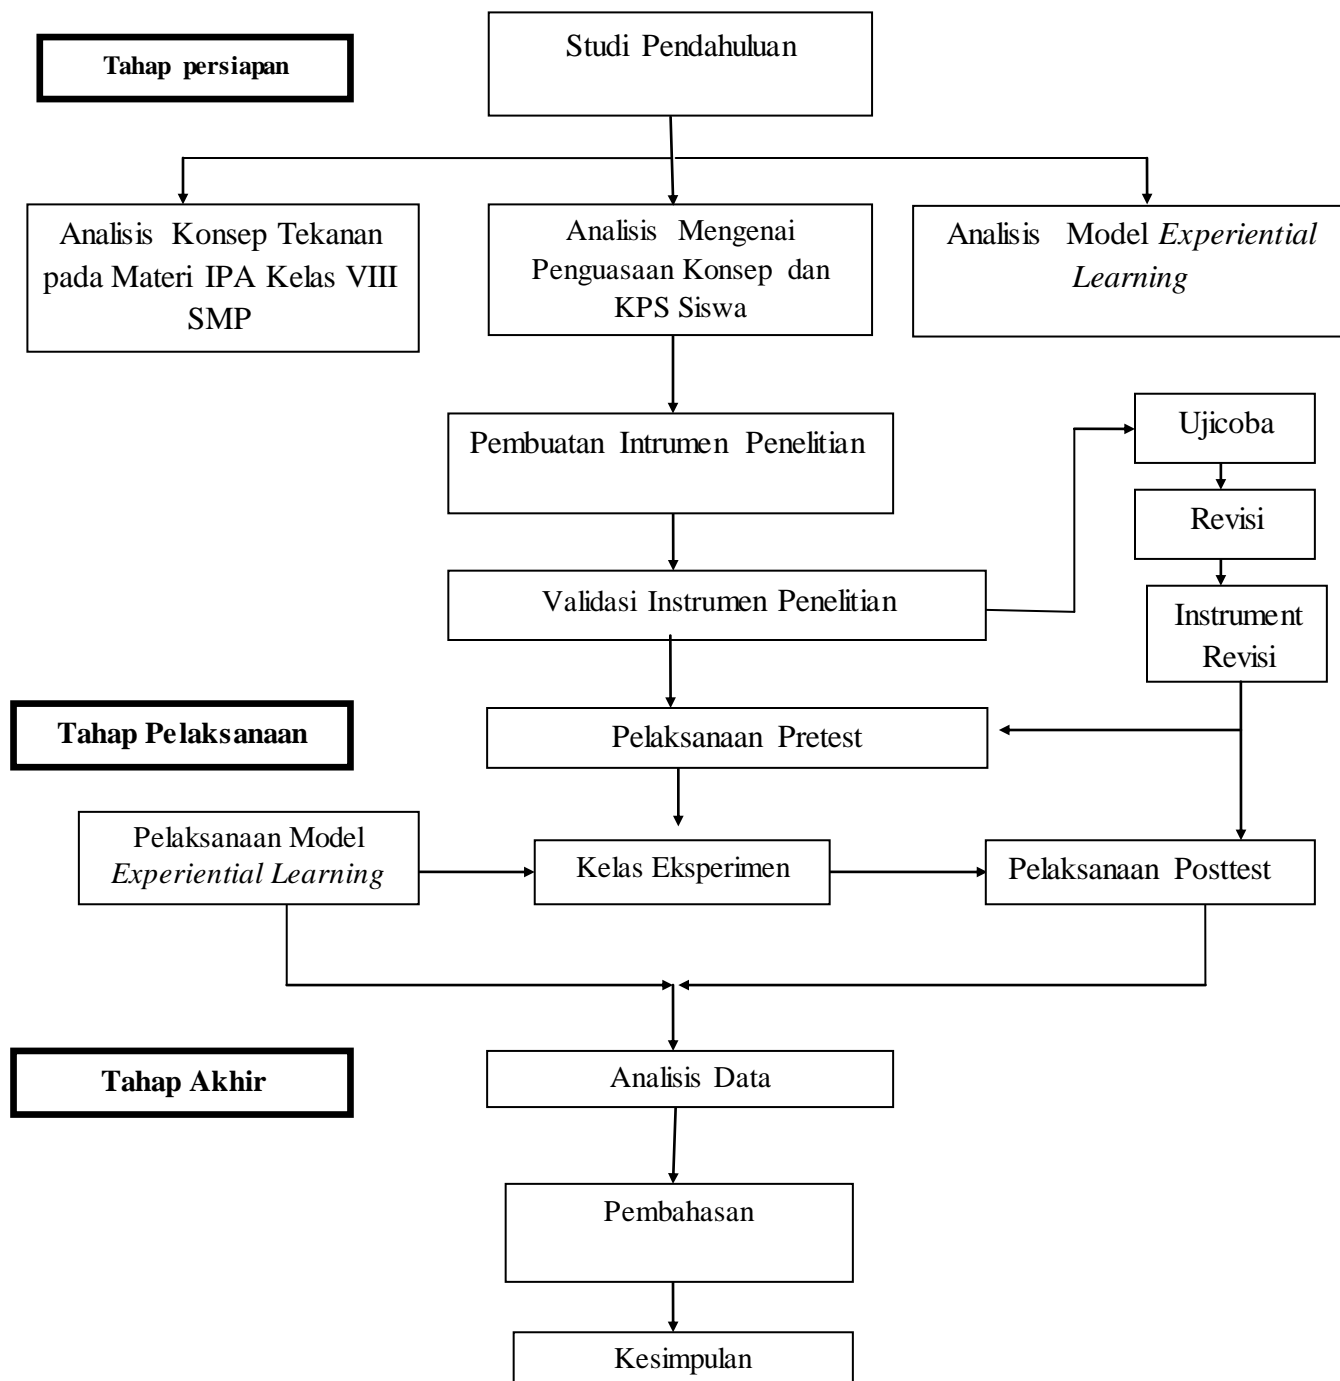 Studi Pendahuluan
Tahap persiapan
Analisis Konsep Tekanan
pada Materi IPA Kelas VIII
SMP
Analisis Mengenai
Penguasaan Konsep dan
KPS Siswa
Analisis Model Experiential
Learning
Pembuatan Intrumen Penelitian
Ujicoba
Revisi
Validasi Instrumen Penelitian
Instrument
Revisi
Tahap Pelaksanaan
Pelaksanaan Pretest
Pelaksanaan Model
Experiential Learning
Kelas Eksperimen
Pelaksanaan Posttest
Tahap Akhir
Analisis Data
Pembahasan
Kesimpulan